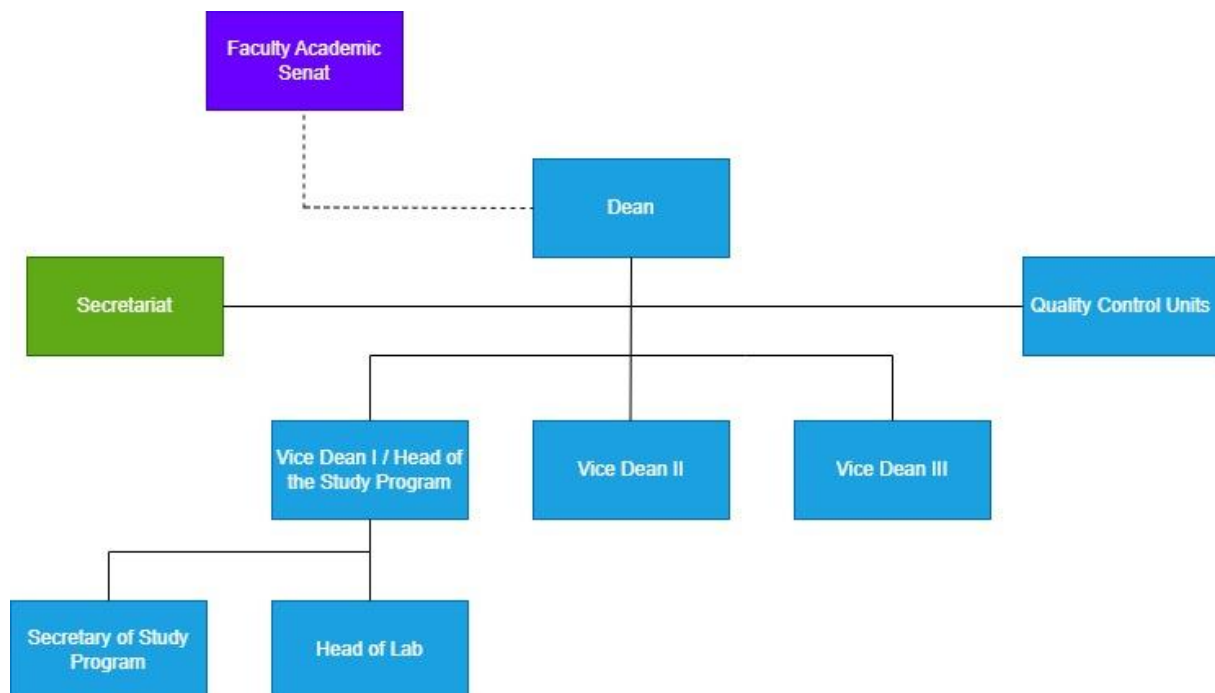 Faculty Academic
Senat
Dean
Secretariat
Quality Control Units
Vice Dean I / Head of
the Study Program
Vice Dean II
Vice Dean III
Secretary of Study
Program
Head of Lab